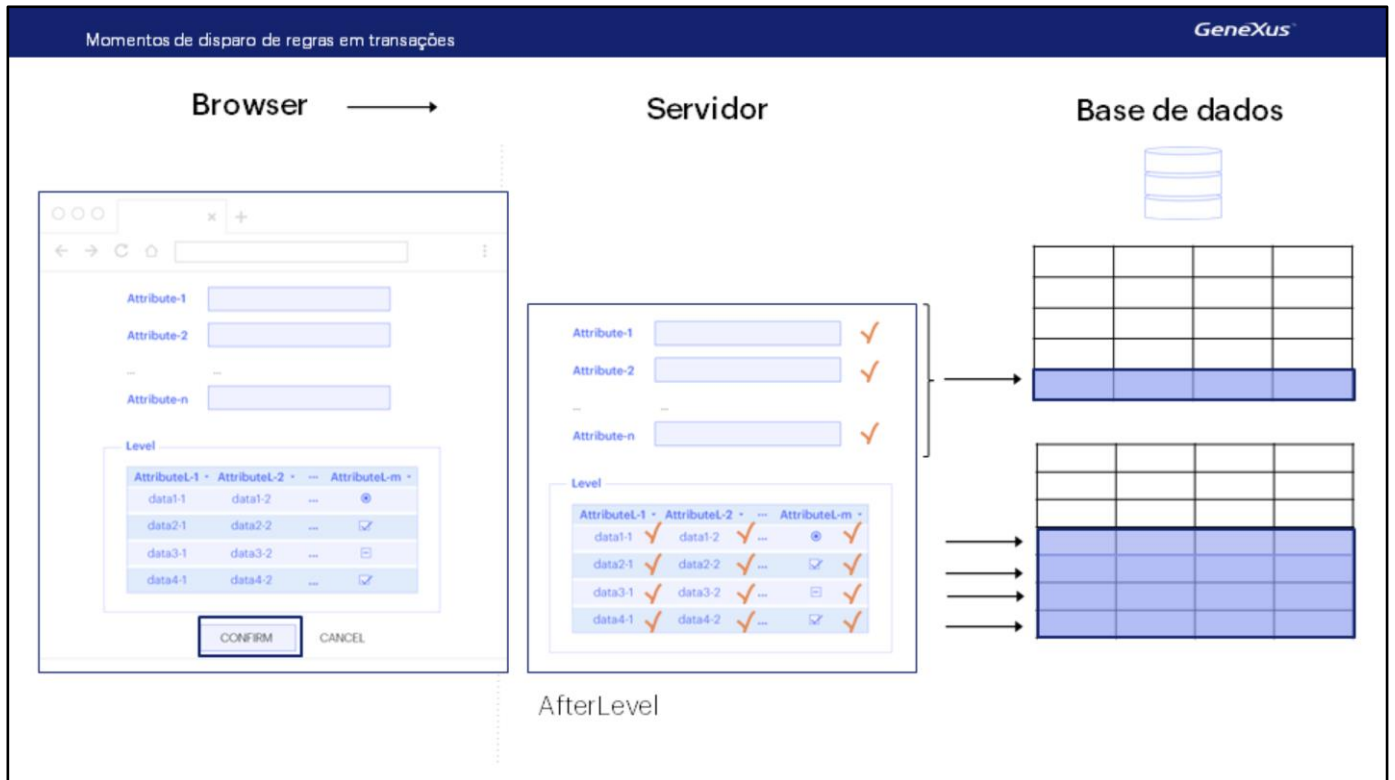 Momentos de disparo de regras em transações
GeneXus™
Browser
Servidor
Base de dados
Attribute-1
Attribute-2
... ...
Attribute-n
Level
AttributeL-1 AttributeL-2 ... AttributeL-m
data1-1 data1-2 ...
data2-1 data2-2 ...
data3-1 data3-2 ...
data4-1 data4-2 ...
CONFIRM CANCEL
Attribute-1
Attribute-2
... ...
Attribute-n
Level
AttributeL-1 AttributeL-2 ... AttributeL-m
data1-1 data1-2 ...
data2-1 data2-2 ...
data3-1 data3-2 ...
data4-1 data4-2 ...
AfterLevel